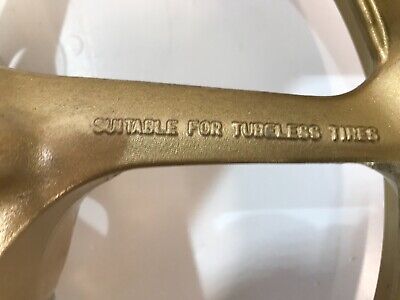 SUITABLE FOR TUBELESS TIRES